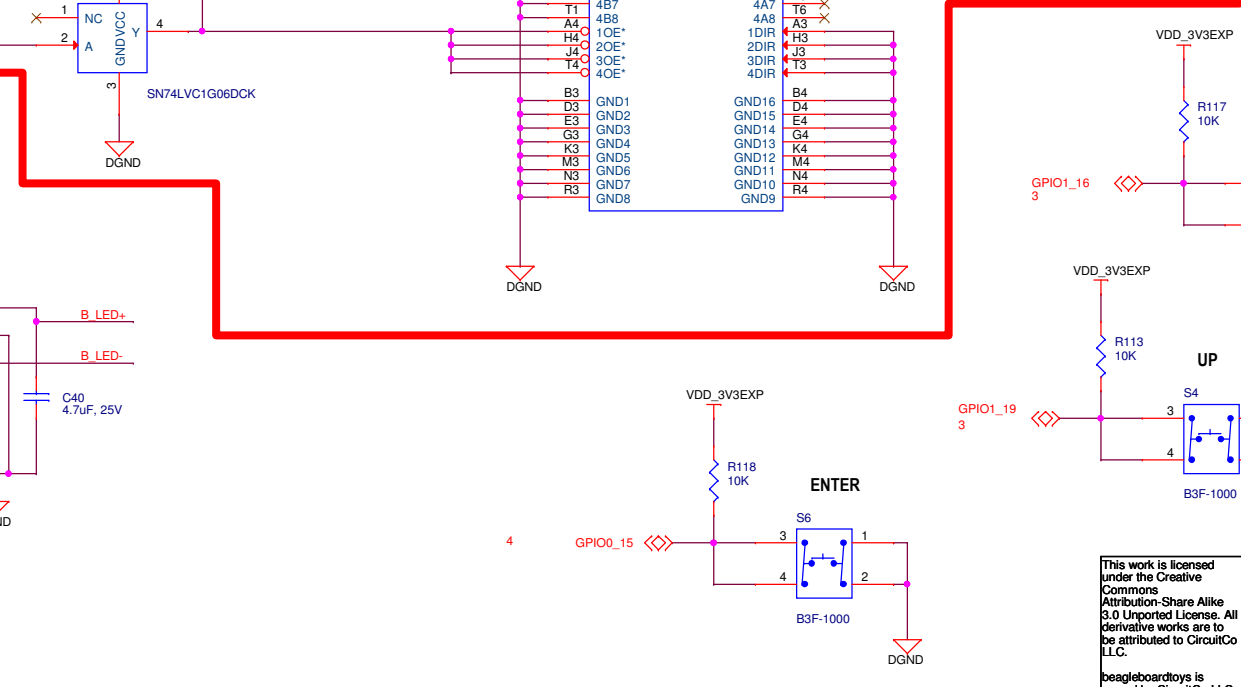 1
NC
VCC
GND
Y
4
2
A
3
SN74LVC1G06DCK
DGND
4B7
T1
4B8
A4
1OE*
H4
2OE*
J4
3OE*
T4
4OE*
B3
GND1
D3
GND2
E3
GND3
G3
GND4
K3
GND5
M3
GND6
N3
GND7
R3
GND8
4A7
T6
4A8
A3
1DIR
H3
2DIR
J3
3DIR
T3
4DIR
B4
GND16
D4
GND15
E4
GND14
G4
GND13
K4
GND12
M4
GND11
N4
GND10
R4
GND9
DGND
DGND
VDD_3V3EXP
R117
10K
GPIO1_16
3
VDD_3V3EXP
R113
10K
UP
GPIO1_19
3
S4
3
4
B3F-1000
B_LED+
B_LED-
C40
4.7uF, 25V
VDD_3V3EXP
R118
10K
ENTER
S6
4
GPIO0_15
3
1
4
2
B3F-1000
DGND
This work is licensed
under the Creative
Commons
Attribution-Share Alike
3.0 Unported License. All
derivative works are to
be attributed to CircuitCo
LLC.
beagleboardtoys is